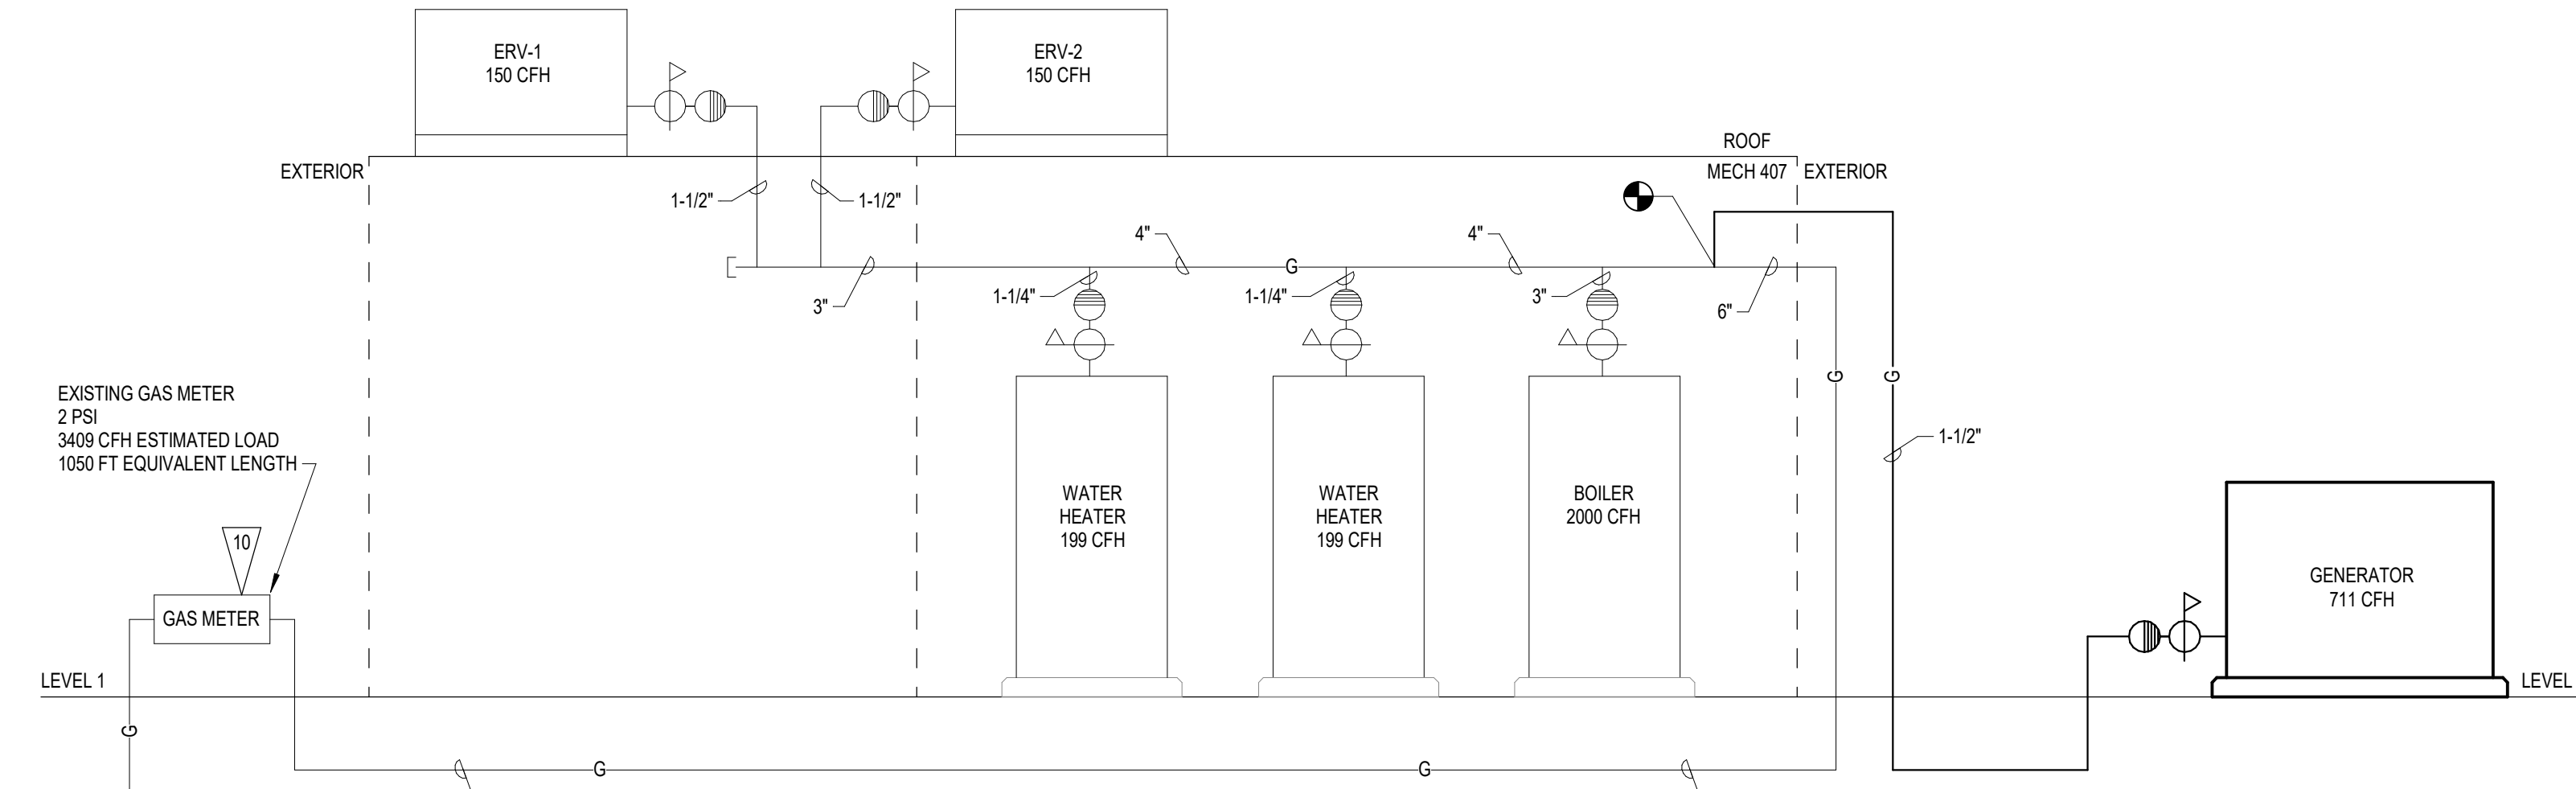 ERV-1
150 CFH
ERV-2
150 CFH
ROOF
EXTERIOR
MECH 407
EXTERIOR
1-1/2"
1-1/2"
4"
4"
G
3"
1-1/4"
1-1/4"
3"
6"
G
G
EXISTING GAS METER
2 PSI
3409 CFH ESTIMATED LOAD
1050 FT EQUIVALENT LENGTH
1-1/2"
WATER
HEATER
199 CFH
WATER
HEATER
199 CFH
BOILER
2000 CFH
10
GENERATOR
711 CFH
GAS METER
LEVEL 1
LEVEL
G
G
G